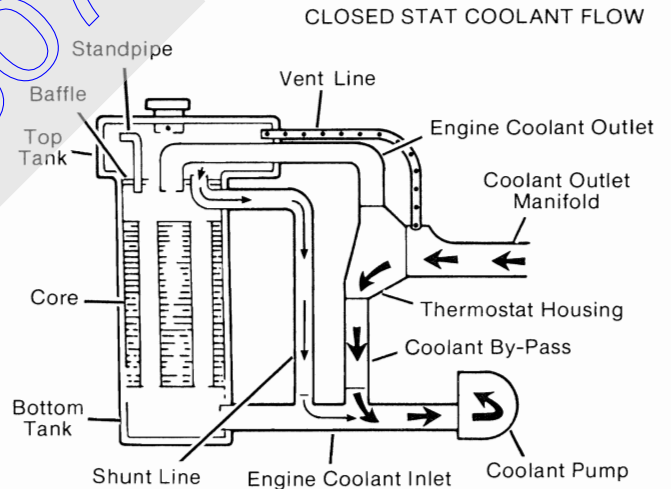 CLOSED STAT COOLANT FLOW
Standpipe
Vent Line
Baffle
Engine Coolant Outlet
Top
Tank
Coolant Outlet
Manifold
Core
Thermostat Housing
Coolant By-Pass
Bottom
Tank
Shunt Line
Engine Coolant Inlet
Coolant Pump